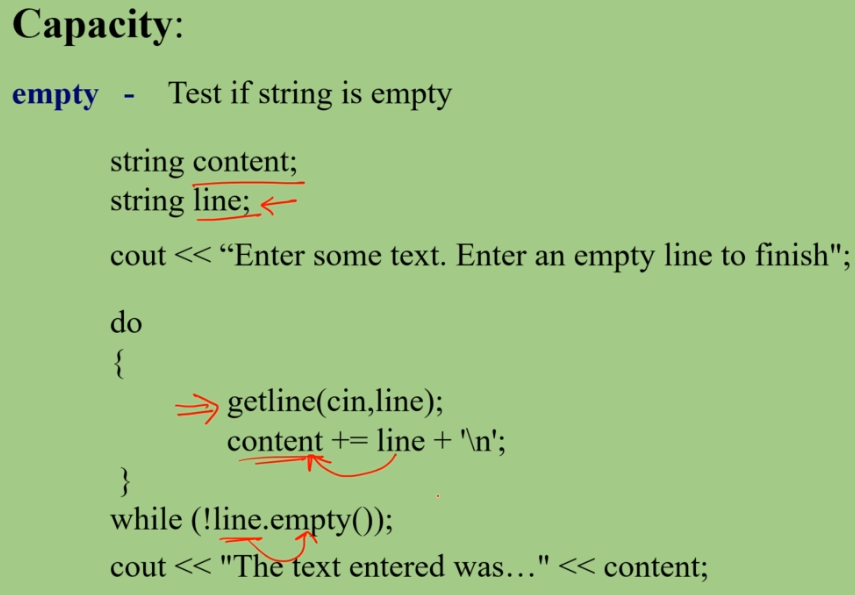 Capacity:
empty - Test if string is empty
string content;
string line;
cout << “Enter some text. Enter an empty line to finish";
do
{
getline(cin,line);
content += line + '\n';
}
while (!line.empty());
cout << "The text entered was…" << content;